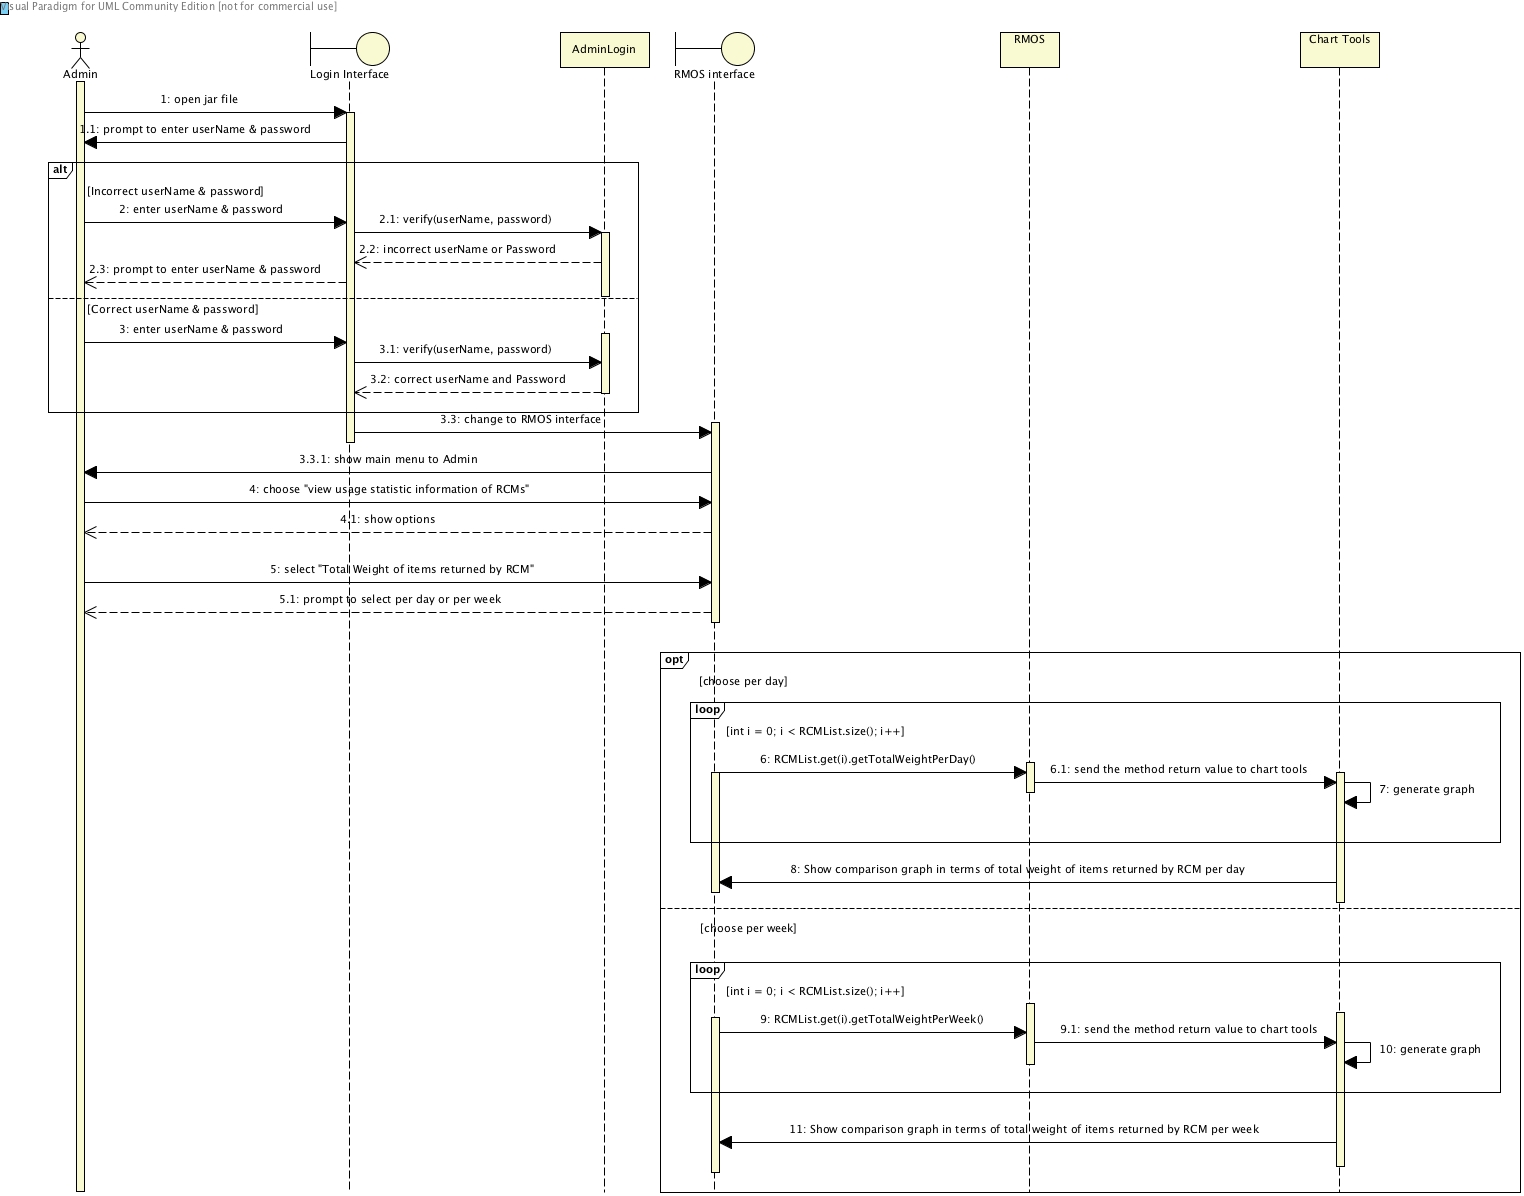 Visual Paradigm for UML Community Edition [not for commercial use]
Admin
Login Interface
AdminLogin
RMOS interface
RMOS
Chart Tools
1: open jar file
1.1: prompt to enter userName & password
alt
[Incorrect userName & password]
2: enter userName & password
2.1: verify(userName, password)
2.2: incorrect userName or Password
2.3: prompt to enter userName & password
[Correct userName & password]
3: enter userName & password
3.1: verify(userName, password)
3.2: correct userName and Password
3.3: change to RMOS interface
3.3.1: show main menu to Admin
4: choose "view usage statistic information of RCMs"
4.1: show options
5: select "Total Weight of items returned by RCM"
5.1: prompt to select per day or per week
opt
[choose per day]
loop
[int i = 0; i < RCMList.size(); i++]
6: RCMList.get(i).getTotalWeightPerDay()
6.1: send the method return value to chart tools
7: generate graph
8: Show comparison graph in terms of total weight of items returned by RCM per day
[choose per week]
loop
[int i = 0; i < RCMList.size(); i++]
9: RCMList.get(i).getTotalWeightPerWeek()
9.1: send the method return value to chart tools
10: generate graph
11: Show comparison graph in terms of total weight of items returned by RCM per week